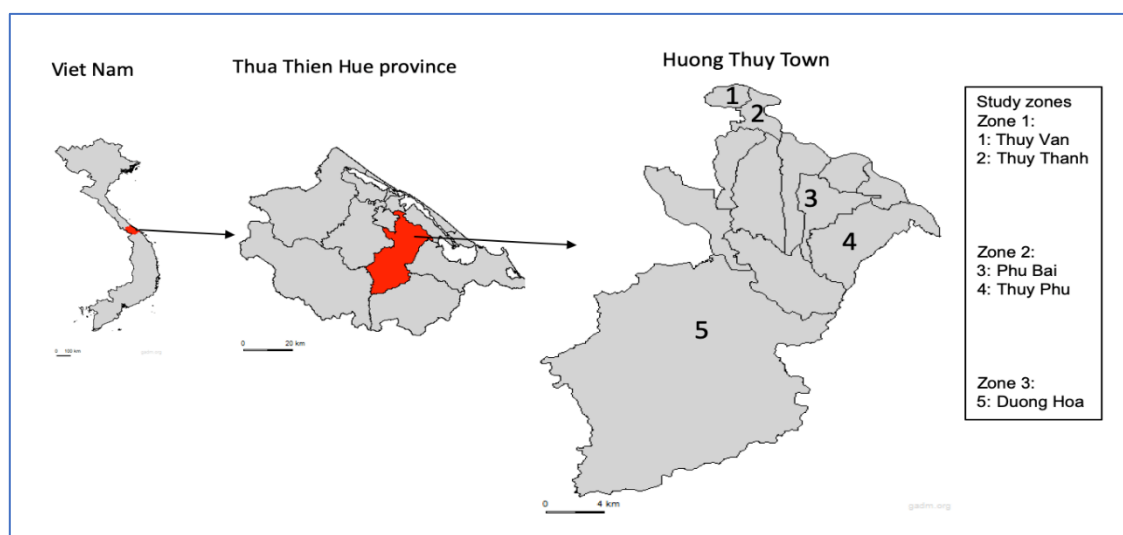 Viet Nam
Thua Thien Hue province
Huong Thuy Town
1
2
3
4
5
Study zones
Zone 1:
1: Thuy Van
2: Thuy Thanh
Zone 2:
3: Phu Bai
4: Thuy Phu
Zone 3:
5: Duong Hoa
0 100 km
gadm.org
0 20 km
0 4 km
gadm.org